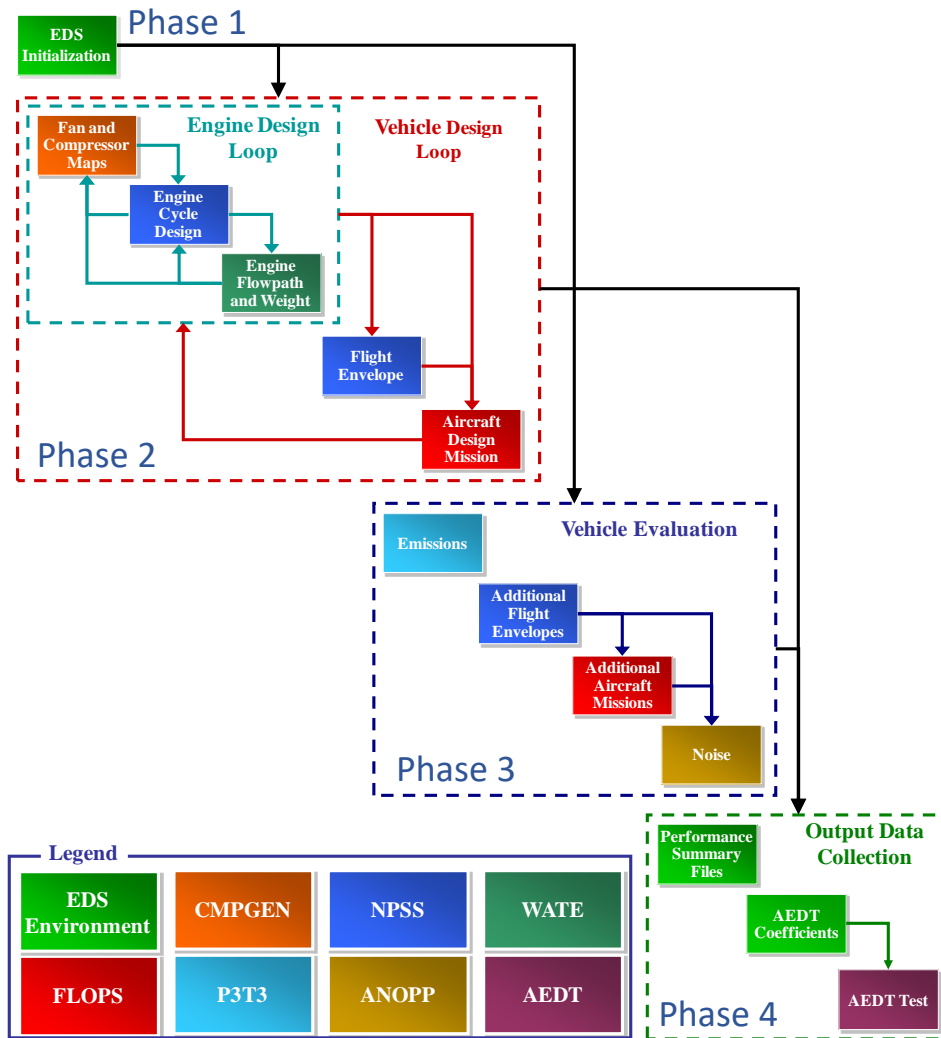 Phase 1
EDS
Initialization
Engine Design
Loop
Vehicle Design
Loop
Fan and
Compressor
Maps
Engine
Cycle
Design
Engine
Flowpath
and Weight
Flight
Envelope
Aircraft
Design
Mission
Phase 2
Vehicle Evaluation
Emissions
Additional
Flight
Envelopes
Additional
Aircraft
Missions
Noise
Phase 3
Output Data
Collection
Performance
Summary
Files
AEDT
Coefficients
AEDT Test
Phase 4
Legend
EDS
Environment
CMPGEN
NPSS
WATE
FLOPS
P3T3
ANOPP
AEDT